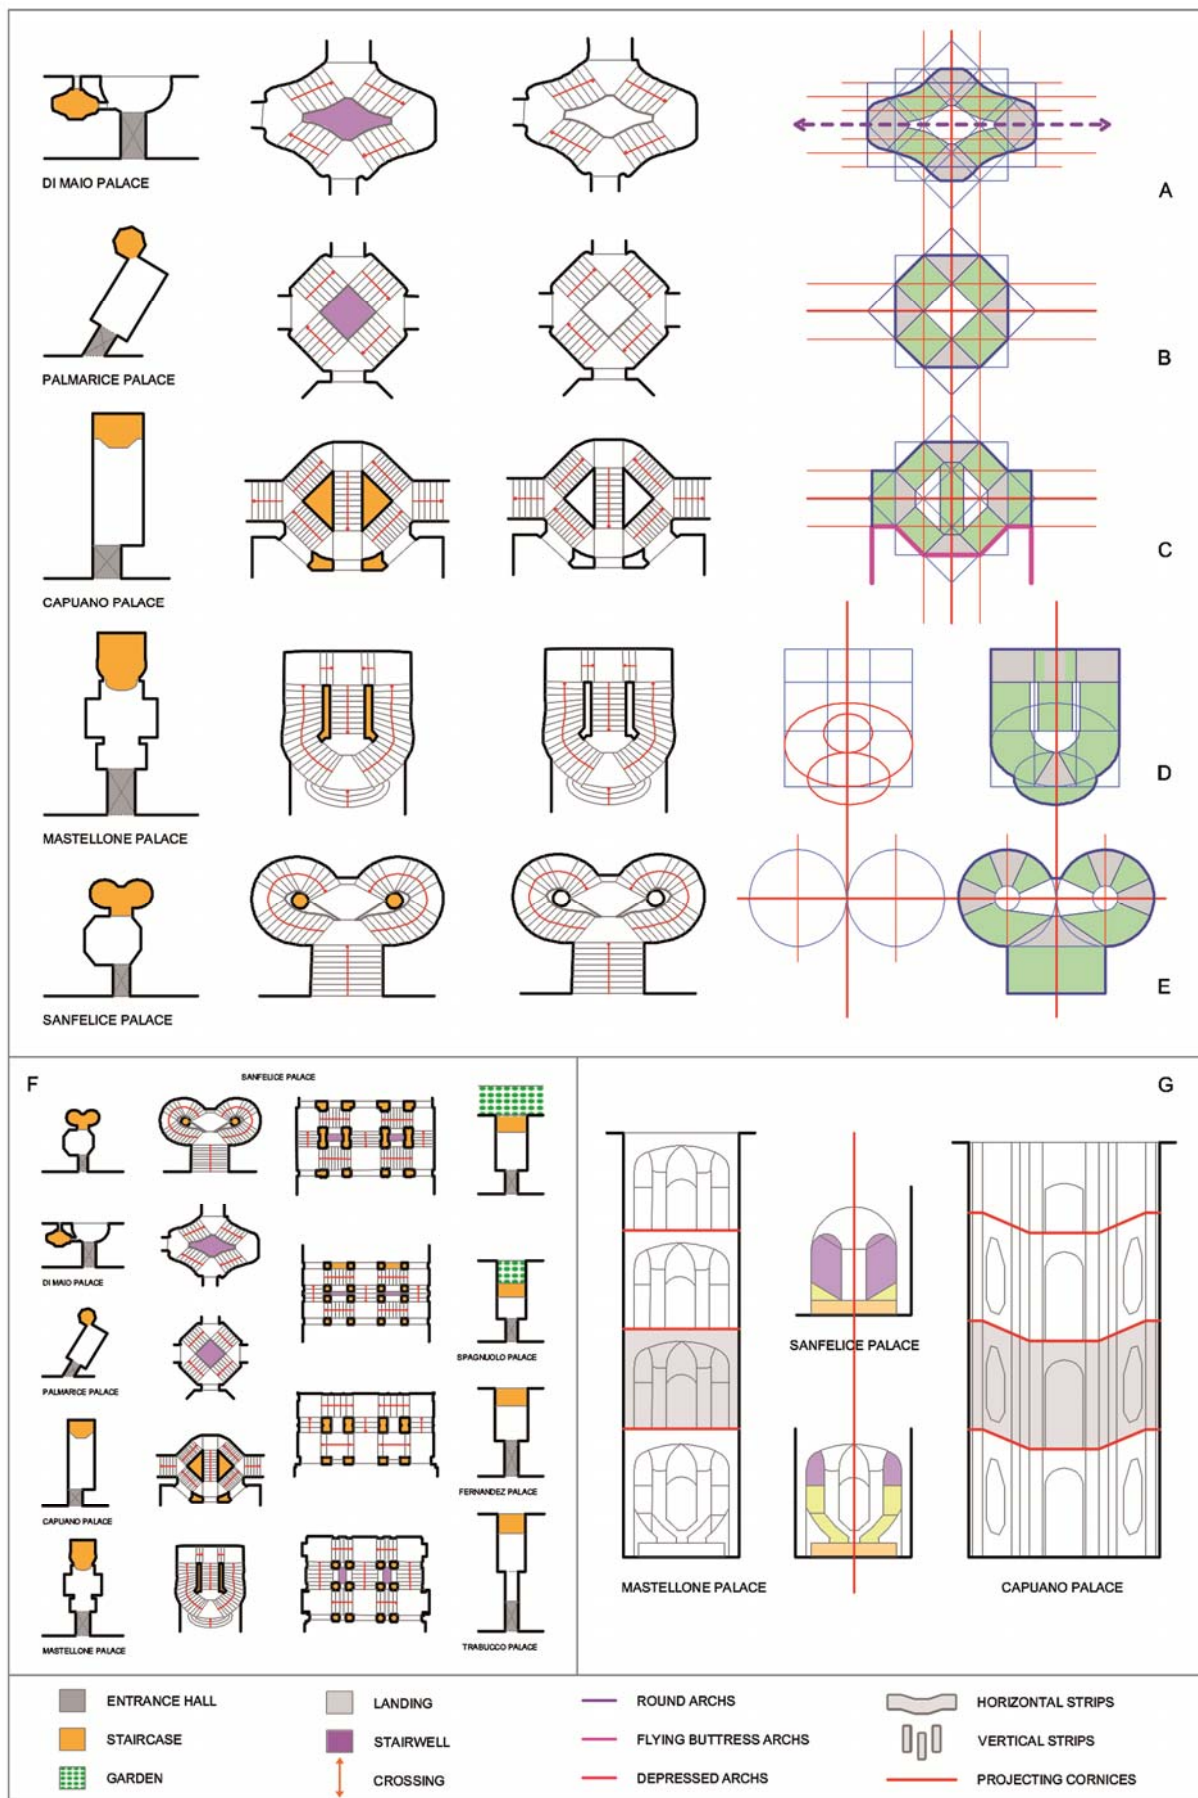 DI MAIO PALACE
A
PALMARICE PALACE
B
CAPUANO PALACE
C
MASTELLONE PALACE
D
SANFELICE PALACE
E
F
SANFELICE PALACE
DI MAIO PALACE
SPAGNUOLO PALACE
PALMARICE PALACE
FERNANDEZ PALACE
CAPUANO PALACE
MASTELLONE PALACE
TRABUCCO PALACE
G
SANFELICE PALACE
MASTELLONE PALACE
CAPUANO PALACE
ENTRANCE HALL
STAIRCASE
GARDEN
LANDING
STAIRWELL
CROSSING
ROUND ARCHS
FLYING BUTTRESS ARCHS
DEPRESSED ARCHS
HORIZONTAL STRIPS
VERTICAL STRIPS
PROJECTING CORNICES